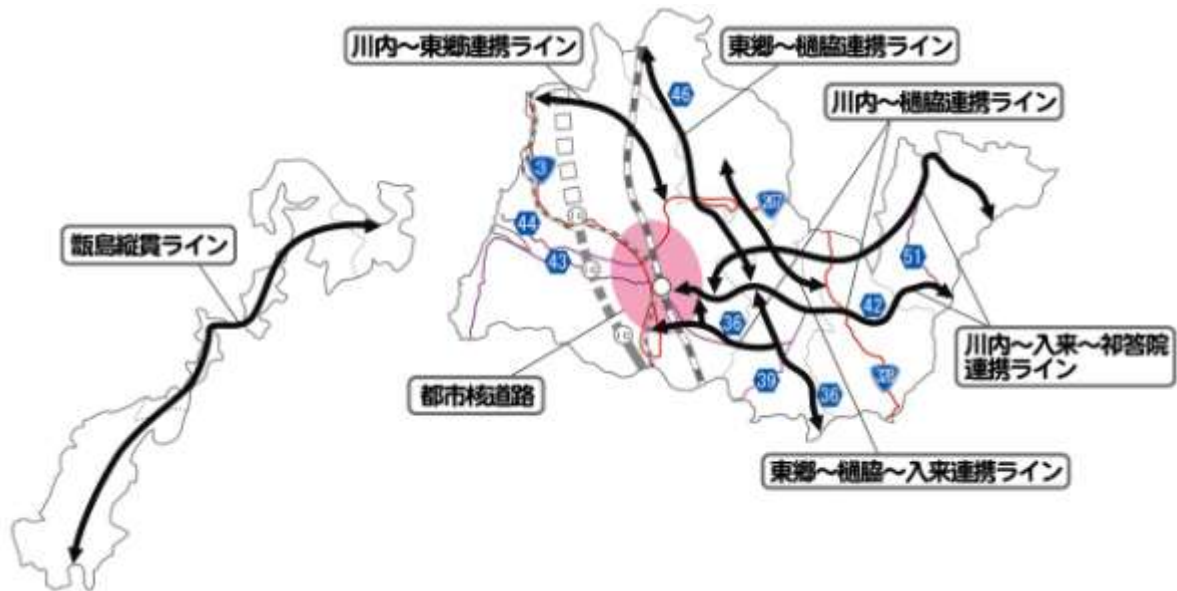 川内～東郷連携ライン
東郷～樋脇連携ライン
川内～樋脇連携ライン
46
3
267
甑島縦貫ライン
44
43
51
42
36
川内～入来～祁答院
連携ライン
都市核道路
39
36
328
東郷～樋脇～入来連携ライン